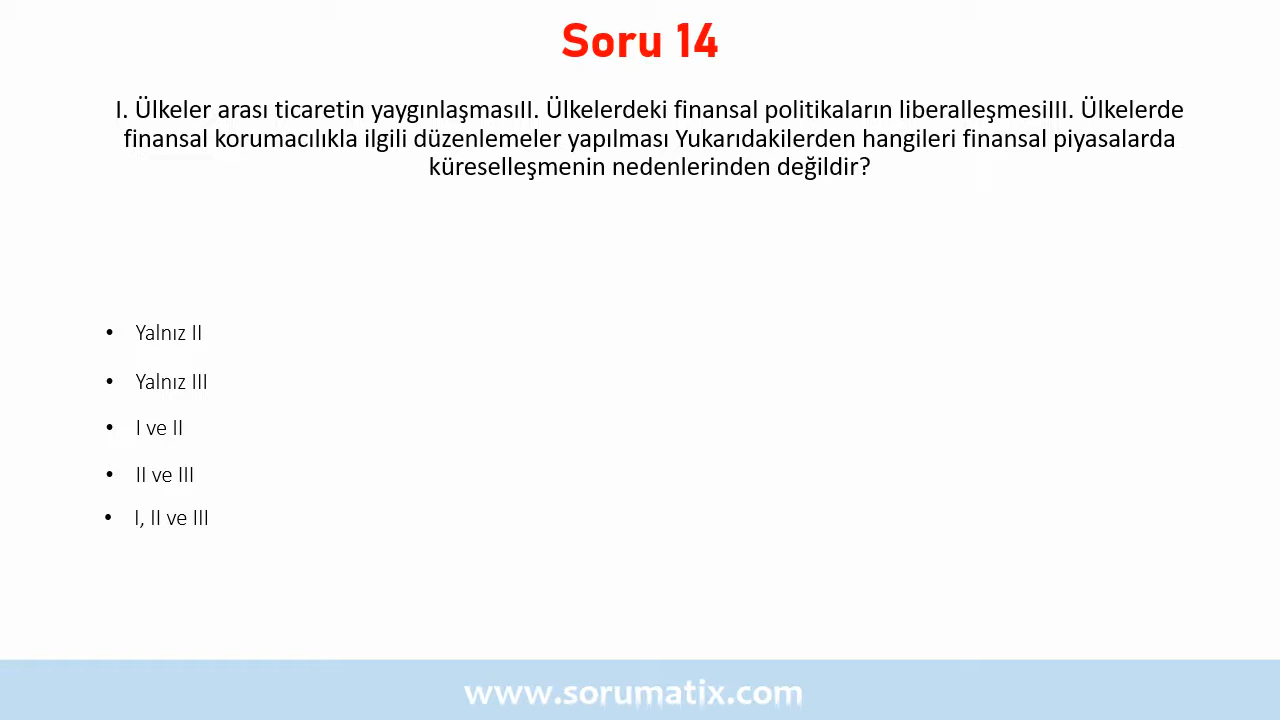 Soru 14
I. Ülkeler arası ticaretin yaygınlaşmasıII. Ülkelerdeki finansal politikaların liberalleşmesiIII. Ülkelerde
finansal korumacılıkla ilgili düzenlemeler yapılması Yukarıdakilerden hangileri finansal piyasalarda
küreselleşmenin nedenlerinden değildir?
• Yalnız II
• Yalnız III
• I ve II
• II ve III
• I, II ve III
www.sorumatix.com